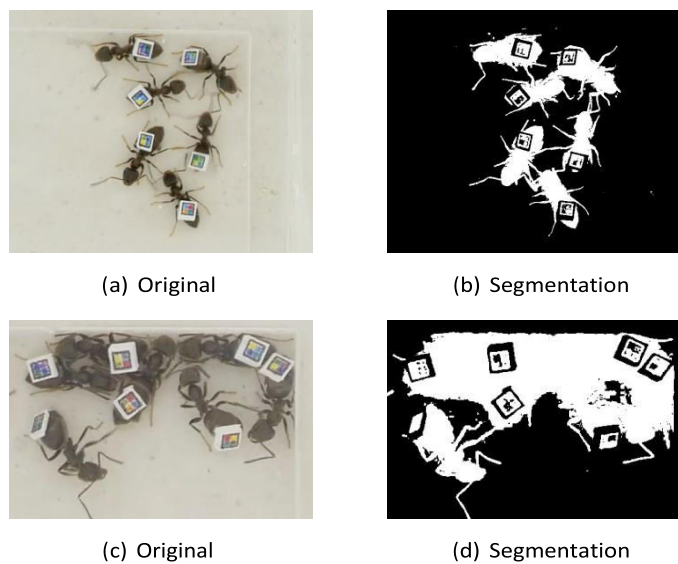 (a) Original
(b) Segmentation
(c) Original
(d) Segmentation